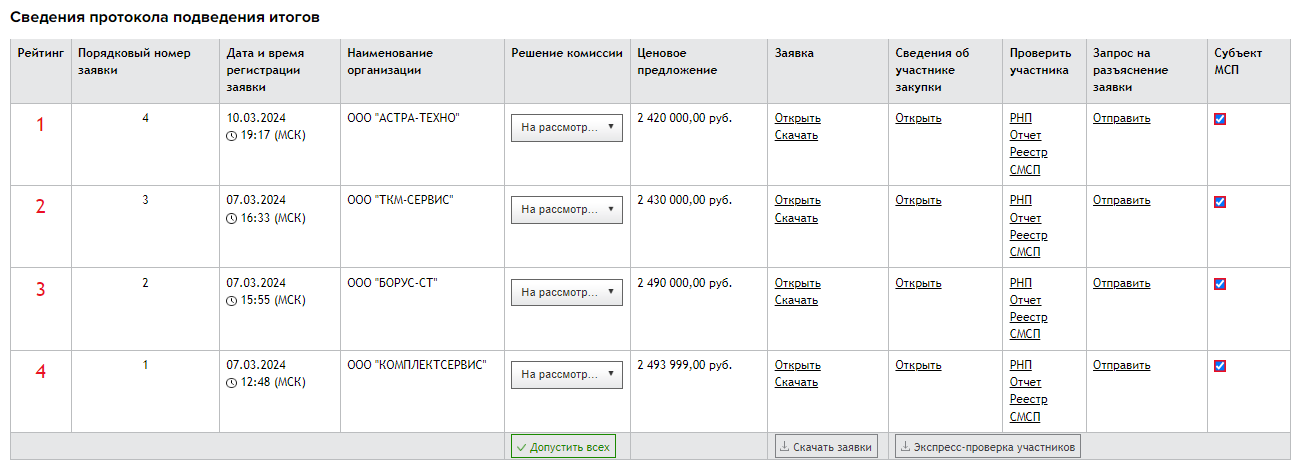 Сведения протокола подведения итогов
Рейтинг
Порядковый номер
заявки
Дата и время
регистрации
заявки
Наименование
организации
Решение комиссии
Ценовое
предложение
Заявка
Сведения об
участнике
закупки
Проверить
участника
Запрос на
разъяснение
заявки
Субъект
МСП
1
4
10.03.2024
19:17 (МСК)
ООО "АСТРА-ТЕХНО"
На рассмотр...
2 420 000,00 руб.
Открыть
Скачать
Открыть
РНП
Отчет
Реестр
СМСП
Отправить
2
3
07.03.2024
16:33 (МСК)
ООО "ТКМ-СЕРВИС"
На рассмотр...
2 430 000,00 руб.
Открыть
Скачать
Открыть
РНП
Отчет
Реестр
СМСП
Отправить
3
2
07.03.2024
15:55 (МСК)
ООО "БОРУС-СТ"
На рассмотр...
2 490 000,00 руб.
Открыть
Скачать
Открыть
РНП
Отчет
Реестр
СМСП
Отправить
4
1
07.03.2024
12:48 (МСК)
ООО "КОМПЛЕКТСЕРВИС"
На рассмотр...
2 493 999,00 руб.
Открыть
Скачать
Открыть
РНП
Отчет
Реестр
СМСП
Отправить
Допустить всех
Скачать заявки
Экспресс-проверка участников